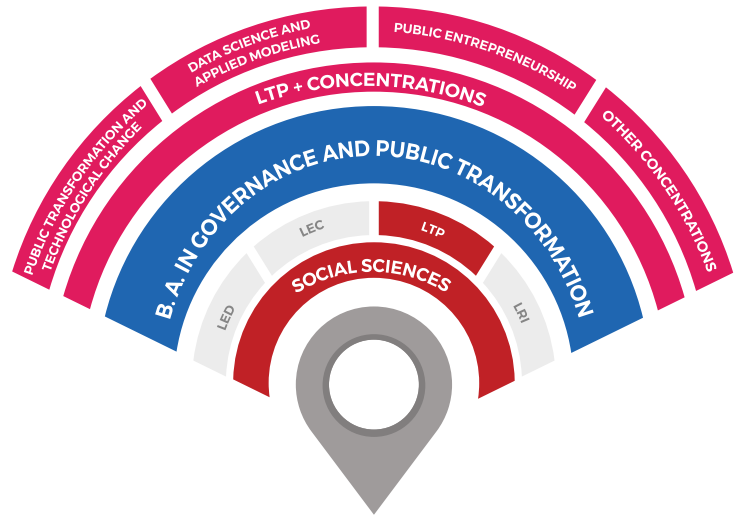 PUBLIC TRANSFORMATION AND
TECHNOLOGICAL CHANGE
DATA SCIENCE AND
APPLIED MODELING
PUBLIC ENTREPRENEURSHIP
OTHER CONCENTRATIONS
LTP + CONCENTRATIONS
B. A. IN GOVERNANCE AND PUBLIC TRANSFORMATION
LED
LEC
LTP
LRI
SOCIAL SCIENCES